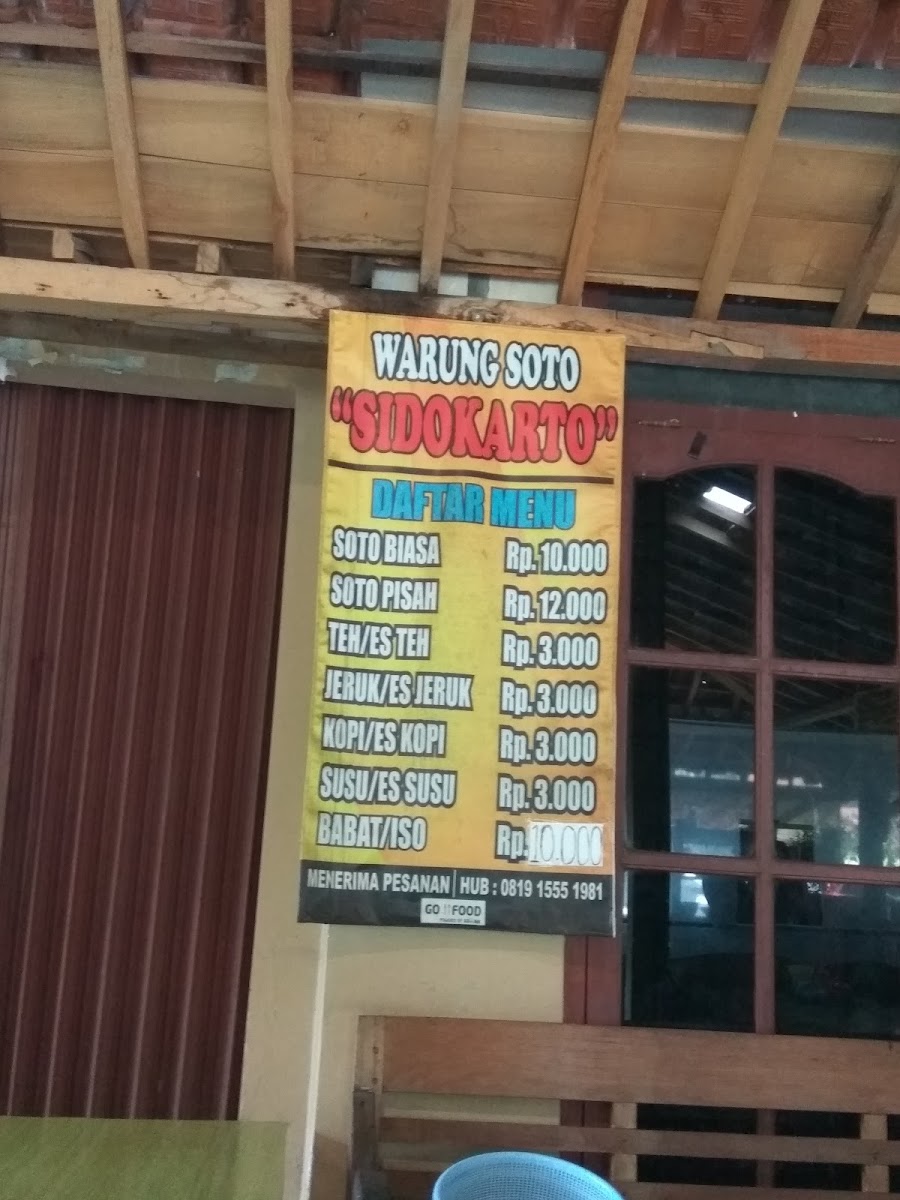 WARUNG SOTO
“SIDOKARTO”
DAFTAR MENU
SOTO BIASA Rp. 10.000
SOTO PISAH Rp. 12.000
TEH/ES TEH Rp. 3.000
JERUK/ES JERUK Rp. 3.000
KOPI/ES KOPI Rp. 3.000
SUSU/ES SUSU Rp. 3.000
BABAT/ISO Rp.10.000
MENERIMA PESANAN | HUB : 0819 1555 1981
GO FOOD